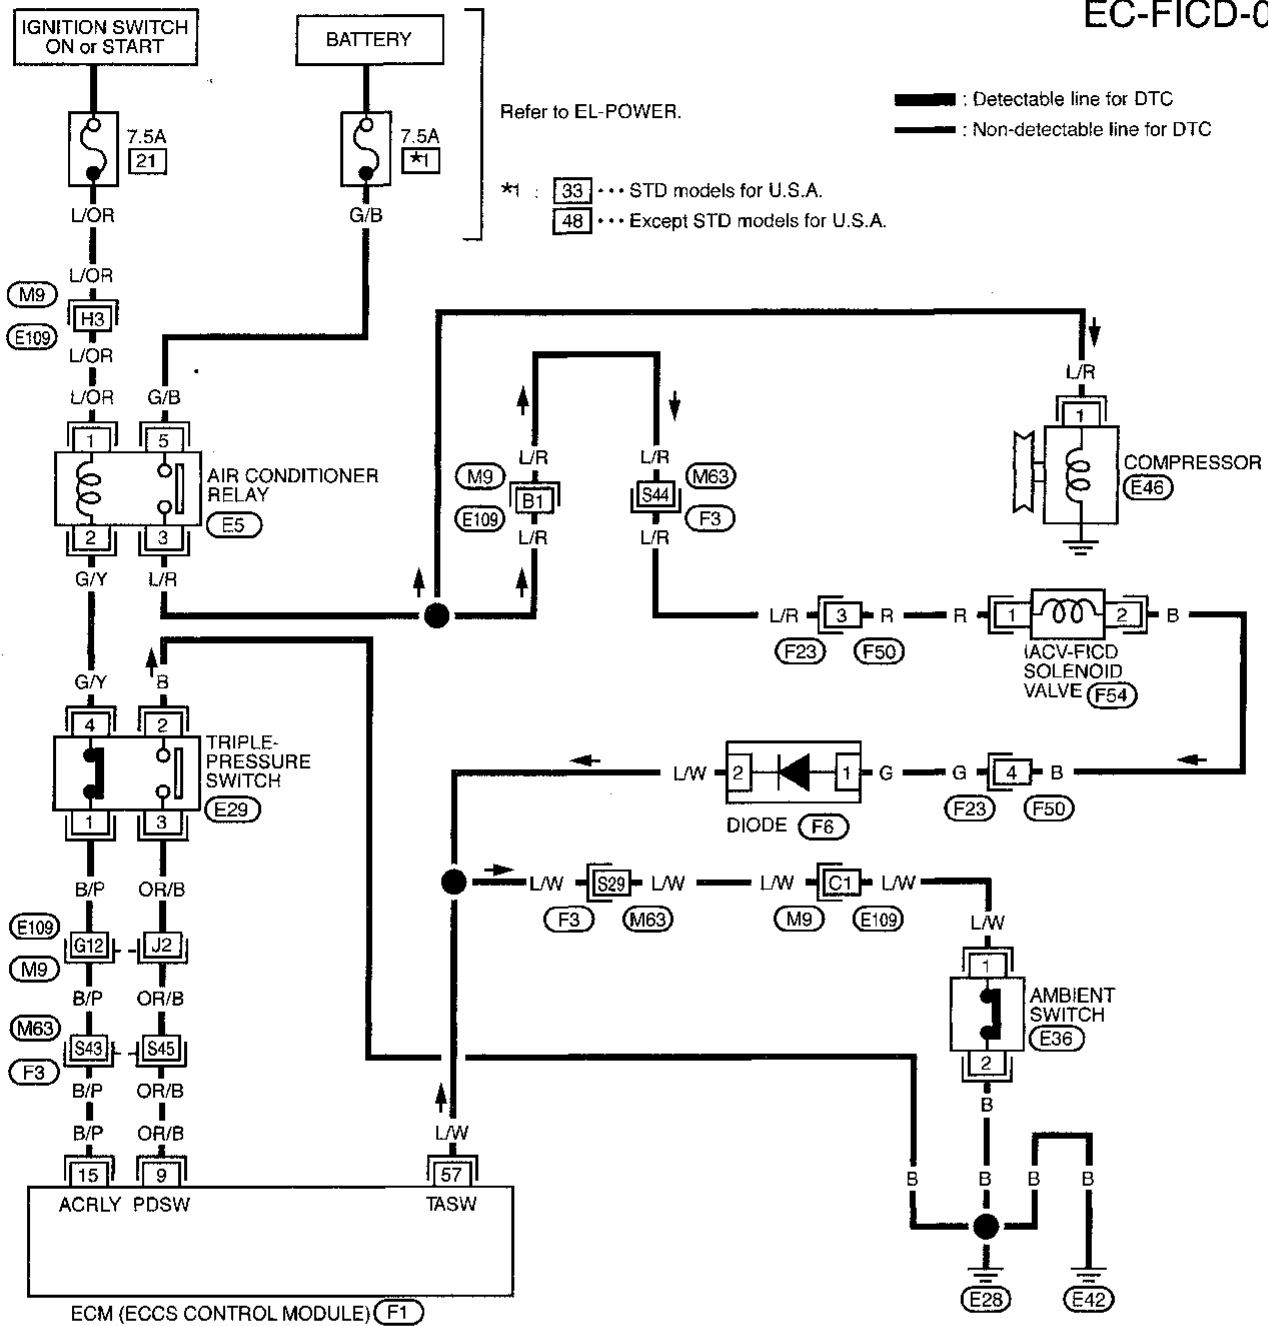 EC-FICD-0
IGNITION SWITCH
ON or START
BATTERY
7.5A
21
7.5A
*1
Refer to EL-POWER.
: Detectable line for DTC
: Non-detectable line for DTC
*1 : 33 ··· STD models for U.S.A.
48 ··· Except STD models for U.S.A.
L/OR
G/B
L/OR
M9
H3
E109
L/OR
L/OR
G/B
1
5
AIR CONDITIONER
RELAY
E5
2
3
G/Y
L/R
L/R
M9
B1
E109
L/R
L/R
S44
M63
F3
L/R
L/R
1
COMPRESSOR
E46
L/R
3
R
R
1
2
B
F23
F50
IACV-FICD
SOLENOID
VALVE
F54
G/Y
B
4
2
TRIPLE-
PRESSURE
SWITCH
E29
1
3
L/W
2
1
G
G
4
B
DIODE
F6
F23
F50
B/P
OR/B
L/W
S29
L/W
L/W
C1
L/W
F3
M63
M9
E109
L/W
E109
G12
J2
M9
B/P
OR/B
1
AMBIENT
SWITCH
E36
2
B
M63
S43
S45
F3
B/P
OR/B
B/P
OR/B
L/W
15
9
57
ACRLY
PDSW
TASW
B
B
B
B
E28
E42
ECM (ECCS CONTROL MODULE)
F1